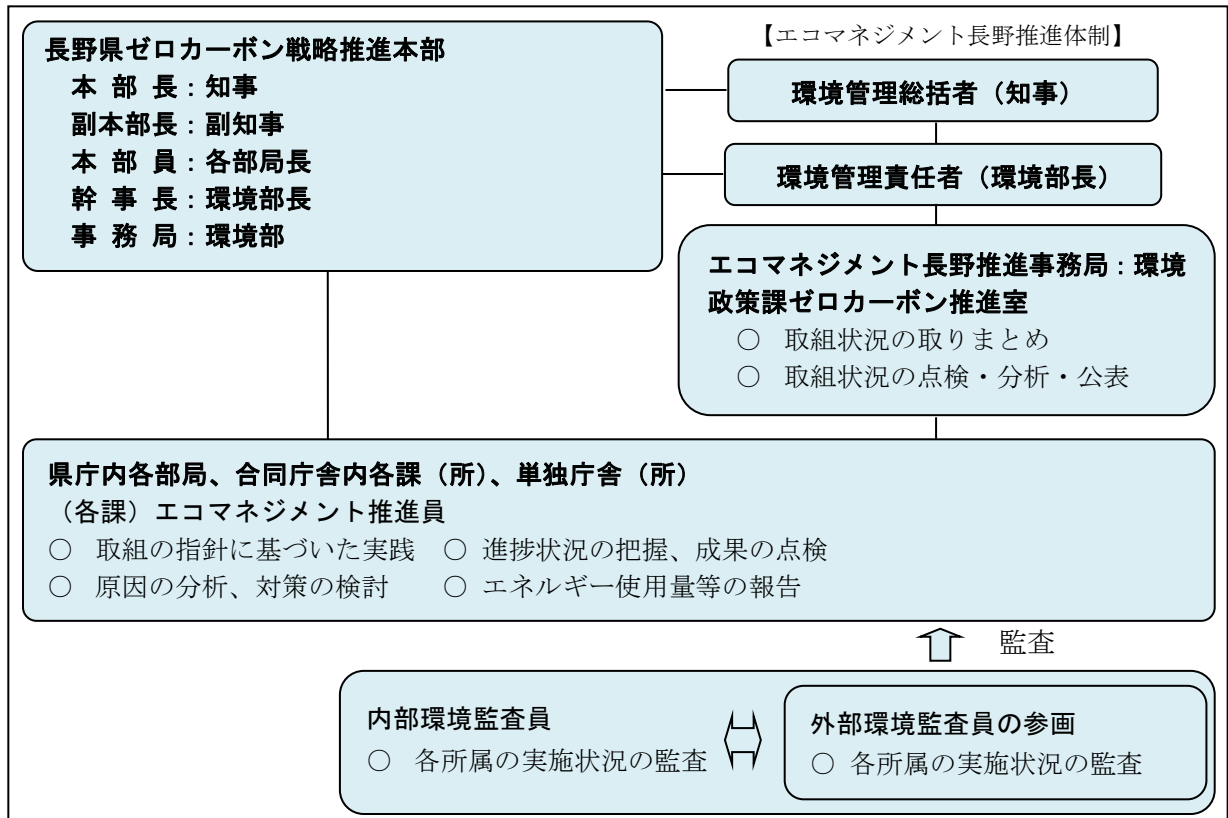 長野県ゼロカーボン戦略推進本部
本 部 長：知事
副本部長：副知事
本 部 員：各部局長
幹 事 長：環境部長
事 務 局：環境部
【エコマネジメント長野推進体制】
環境管理総括者（知事）
環境管理責任者（環境部長）
エコマネジメント長野推進事務局：環境
政策課ゼロカーボン推進室
○ 取組状況の取りまとめ
○ 取組状況の点検・分析・公表
県庁内各部局、合同庁舎内各課（所）、単独庁舎（所）
（各課）エコマネジメント推進員
○ 取組の指針に基づいた実践 ○ 進捗状況の把握、成果の点検
○ 原因の分析、対策の検討 ○ エネルギー使用量等の報告
監査
内部環境監査員
○ 各所属の実施状況の監査
外部環境監査員の参画
○ 各所属の実施状況の監査